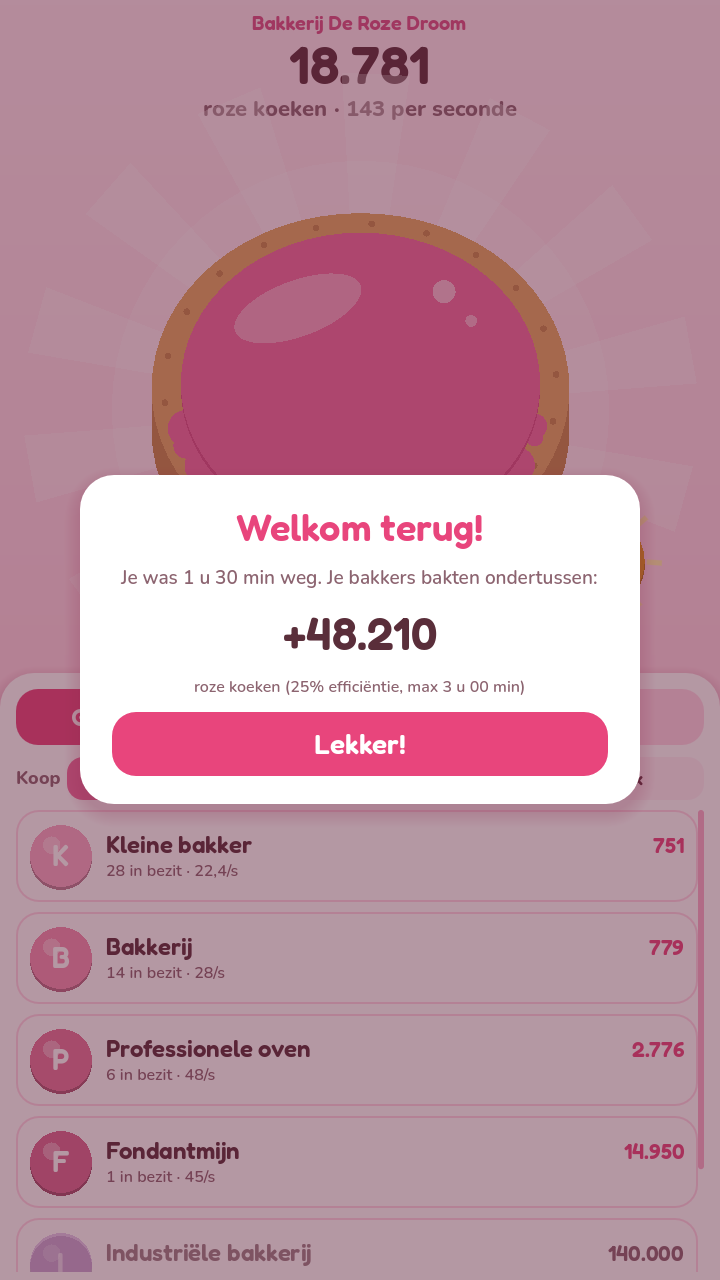 Bakkerij De Roze Droom
18.781
roze koeken · 143 per seconde
Welkom terug!
Je was 1 u 30 min weg. Je bakkers bakten ondertussen:
+48.210
roze koeken (25% efficiëntie, max 3 u 00 min)
Lekker!
Koop
K
Kleine bakker
751
28 in bezit · 22,4/s
B
Bakkerij
779
14 in bezit · 28/s
P
Professionele oven
2.776
6 in bezit · 48/s
F
Fondantmijn
14.950
1 in bezit · 45/s
I
Industriële bakkerij
140.000